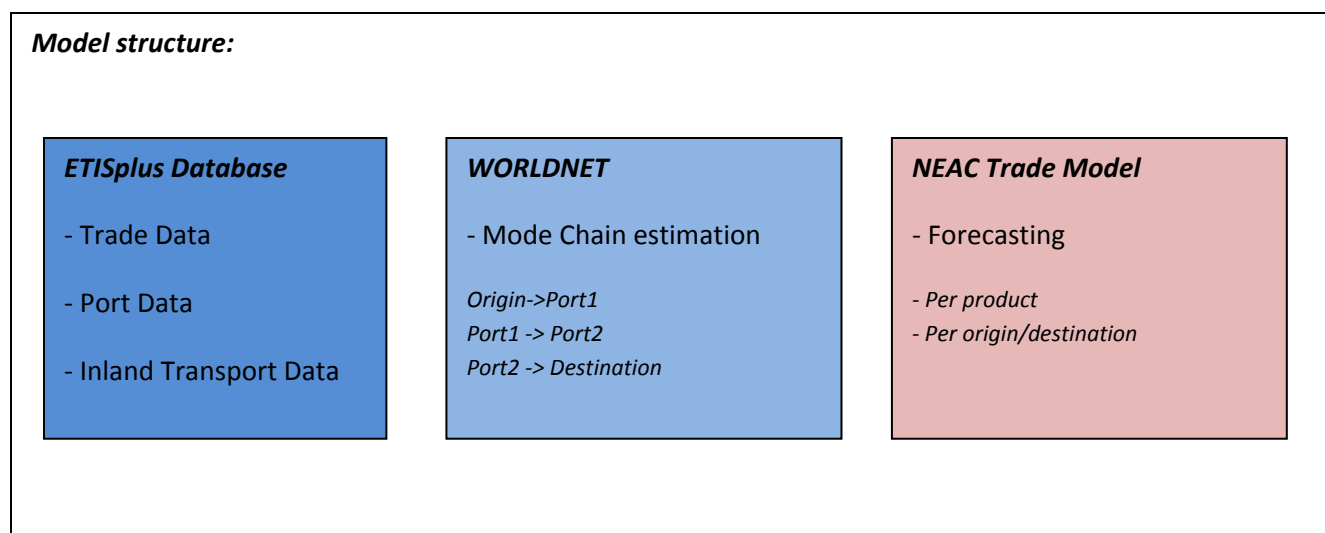 Model structure:
ETISplus Database
- Trade Data
- Port Data
- Inland Transport Data
WORLDNET
- Mode Chain estimation
Origin->Port1
Port1 -> Port2
Port2 -> Destination
NEAC Trade Model
- Forecasting
- Per product
- Per origin/destination